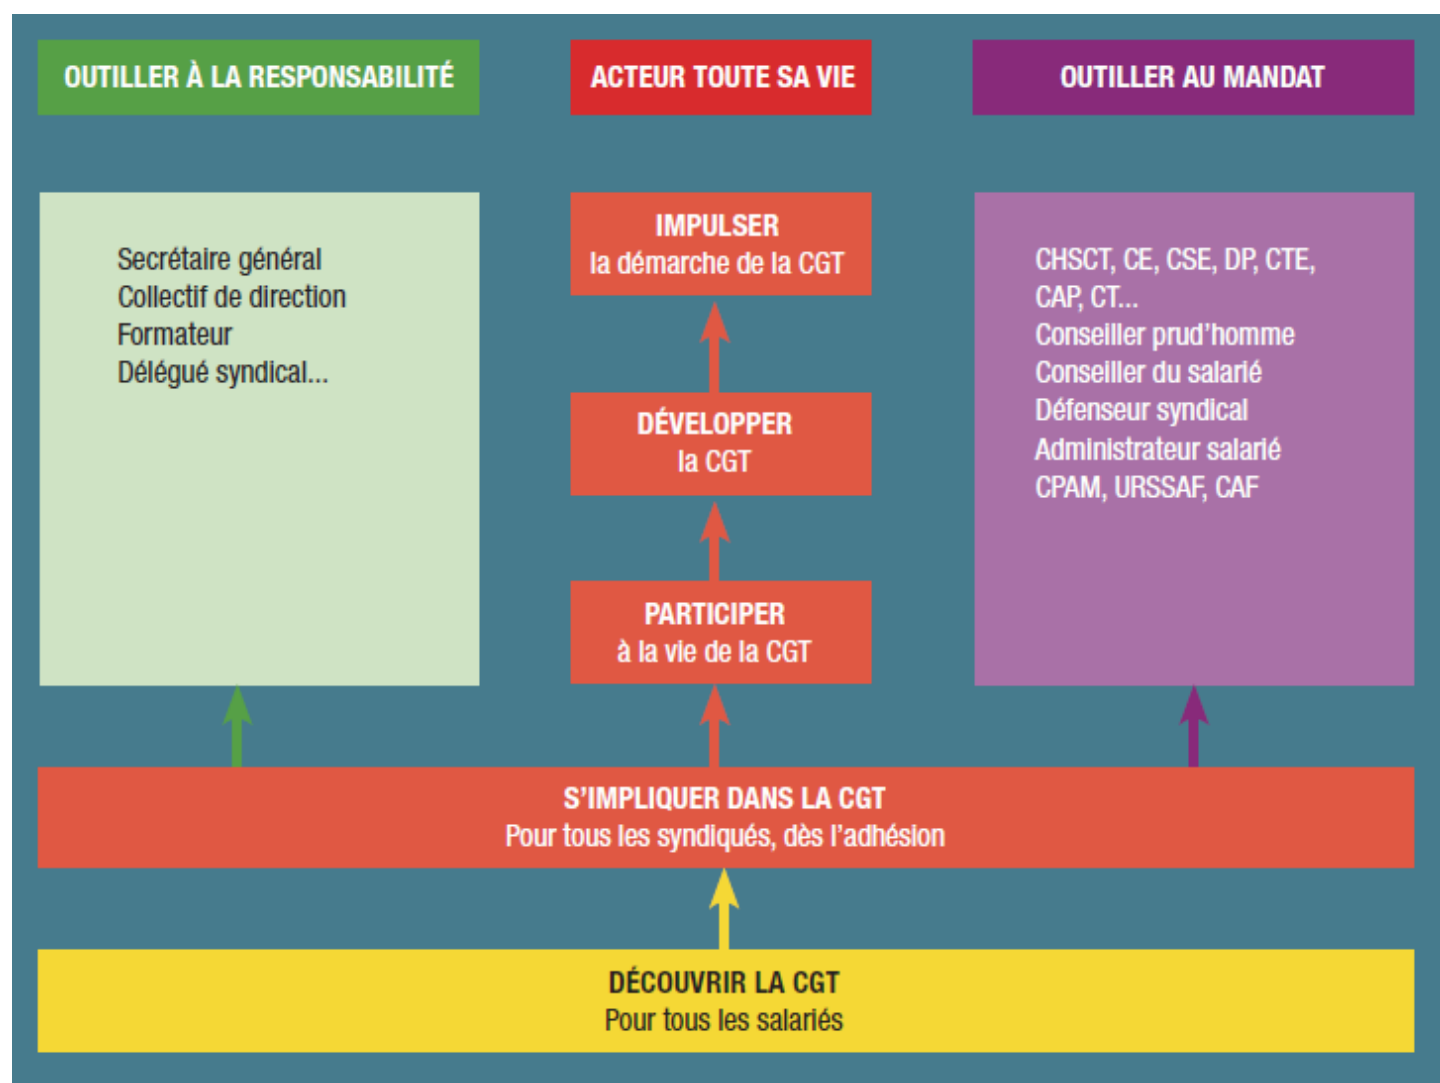 OUTILLER À LA RESPONSABILITÉ
ACTEUR TOUTE SA VIE
OUTILLER AU MANDAT
Secrétaire général
Collectif de direction
Formateur
Délégué syndical...
IMPULSER
la démarche de la CGT
DÉVELOPPER
la CGT
PARTICIPER
à la vie de la CGT
CHSCT, CE, CSE, DP, CTE,
CAP, CT...
Conseiller prud’homme
Conseiller du salarié
Défenseur syndical
Administrateur salarié
CPAM, URSSAF, CAF
S’IMPLIQUER DANS LA CGT
Pour tous les syndiqués, dès l’adhésion
DÉCOUVRIR LA CGT
Pour tous les salariés